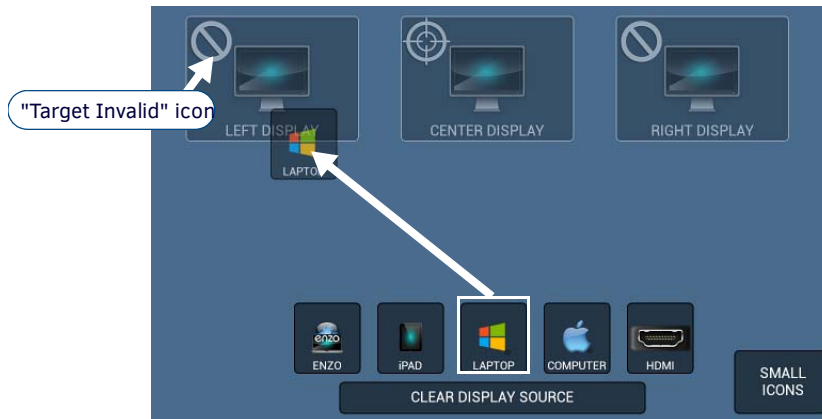 "Target Invalid" icon
LEFT DISPLAY
CENTER DISPLAY
RIGHT DISPLAY
LAPTOP
enzo
ENZO
iPAD
LAPTOP
COMPUTER
HDMI
CLEAR DISPLAY SOURCE
SMALL
ICONS